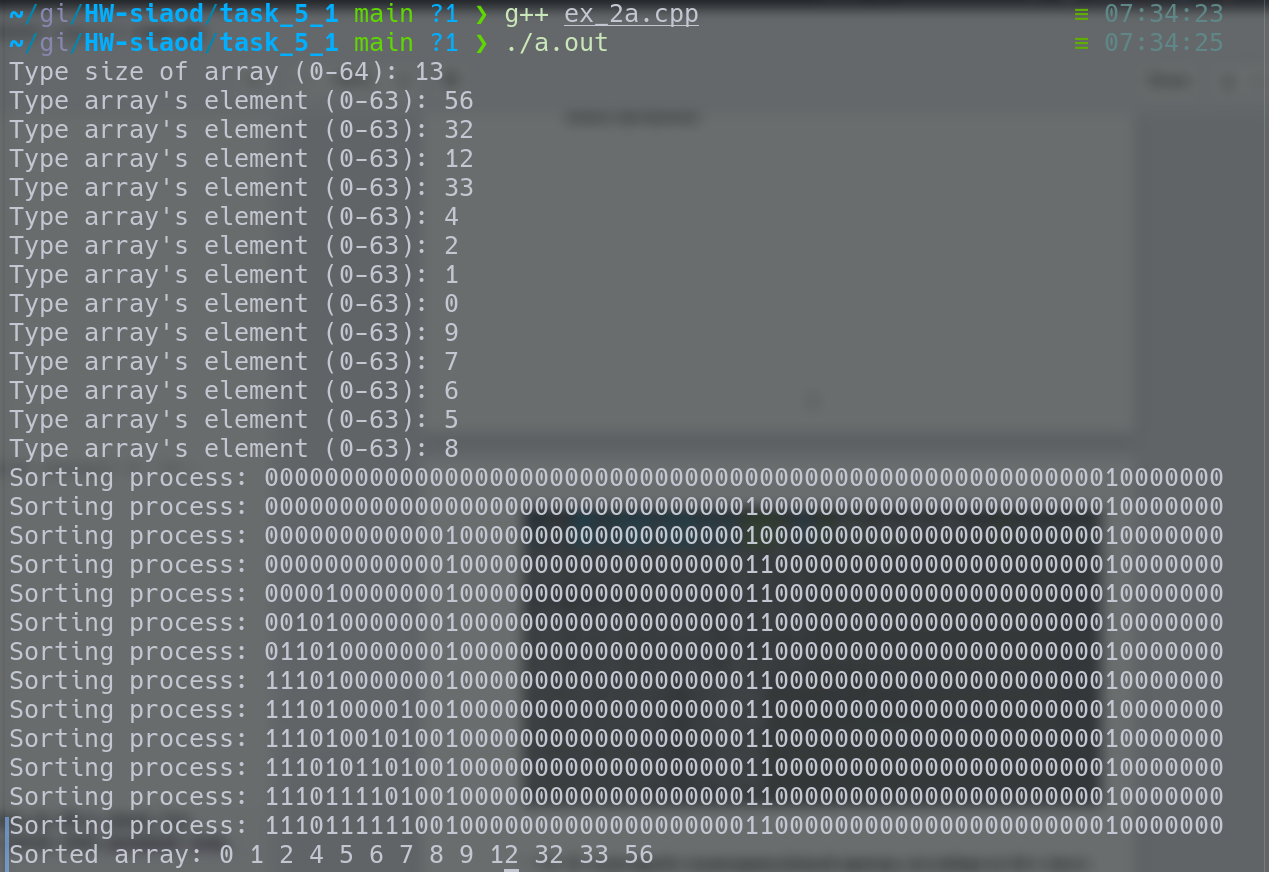 ~/gi/HW-siaod/task_5_1 main ?1 ❯ g++ ex_2a.cpp ≡ 07:34:23
~/gi/HW-siaod/task_5_1 main ?1 ❯ ./a.out ≡ 07:34:25
Type size of array (0-64): 13
Type array's element (0-63): 56
Type array's element (0-63): 32
Type array's element (0-63): 12
Type array's element (0-63): 33
Type array's element (0-63): 4
Type array's element (0-63): 2
Type array's element (0-63): 1
Type array's element (0-63): 0
Type array's element (0-63): 9
Type array's element (0-63): 7
Type array's element (0-63): 6
Type array's element (0-63): 5
Type array's element (0-63): 8
Sorting process: 0000000000000000000000000000000000000000000000000000000010000000
Sorting process: 0000000000000000000000000000000010000000000000000000000010000000
Sorting process: 0000000000001000000000000000000010000000000000000000000010000000
Sorting process: 0000000000001000000000000000000011000000000000000000000010000000
Sorting process: 0000100000001000000000000000000011000000000000000000000010000000
Sorting process: 0010100000001000000000000000000011000000000000000000000010000000
Sorting process: 0110100000001000000000000000000011000000000000000000000010000000
Sorting process: 1110100000001000000000000000000011000000000000000000000010000000
Sorting process: 1110100001001000000000000000000011000000000000000000000010000000
Sorting process: 1110100101001000000000000000000011000000000000000000000010000000
Sorting process: 1110101101001000000000000000000011000000000000000000000010000000
Sorting process: 1110111101001000000000000000000011000000000000000000000010000000
Sorting process: 1110111111001000000000000000000011000000000000000000000010000000
Sorted array: 0 1 2 4 5 6 7 8 9 12 32 33 56